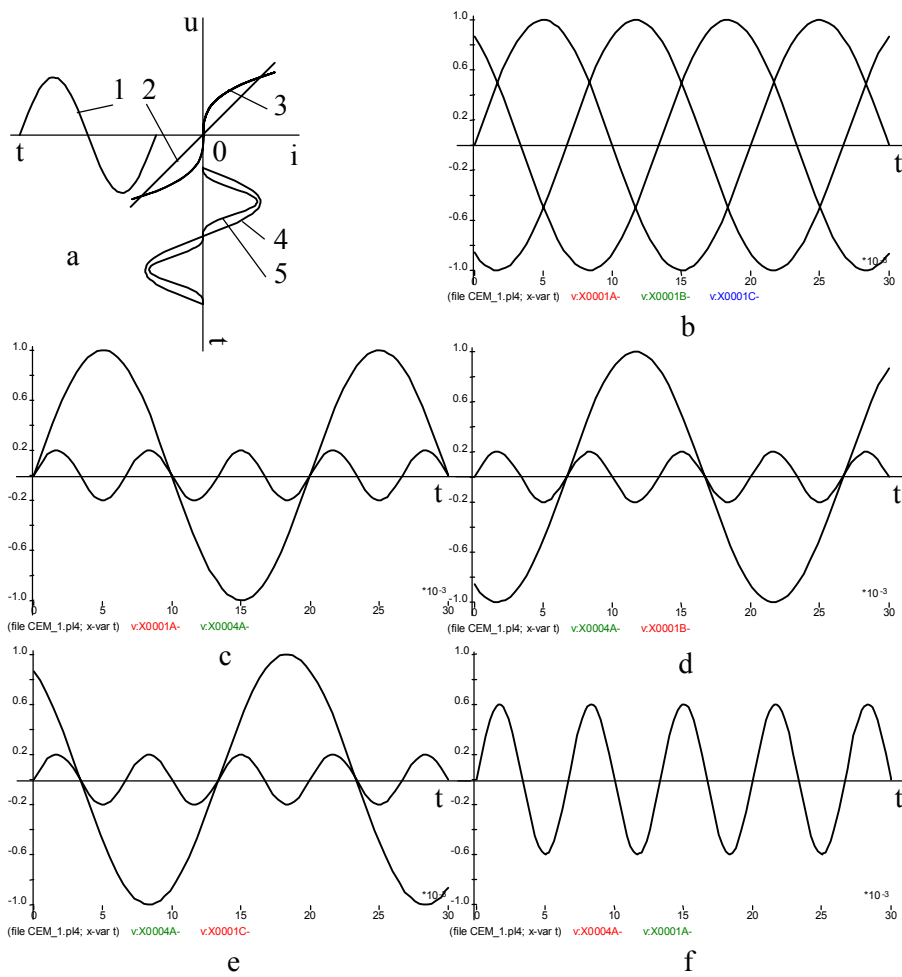 u
1 2
3
t
0
i
4
a
5
t
1.0
0.6
0.2
-0.2
-0.6
-1.0
t
*10-3
0 5 10 15 20 25 30
(file CEM_1.pl4; x-var t) v:X0001A- v:X0001B- v:X0001C-
b
1.0
0.6
0.2
-0.2
-0.6
-1.0
t
*10-3
0 5 10 15 20 25 30
(file CEM_1.pl4; x-var t) v:X0001A- v:X0004A-
c
1.0
0.6
0.2
-0.2
-0.6
-1.0
t
*10-3
0 5 10 15 20 25 30
(file CEM_1.pl4; x-var t) v:X0004A- v:X0001B-
d
1.0
0.6
0.2
-0.2
-0.6
-1.0
t
*10-3
0 5 10 15 20 25 30
(file CEM_1.pl4; x-var t) v:X0004A- v:X0001C-
e
1.0
0.6
0.2
-0.2
-0.6
-1.0
t
*10-3
0 5 10 15 20 25 30
(file CEM_1.pl4; x-var t) v:X0004A- v:X0001A-
f